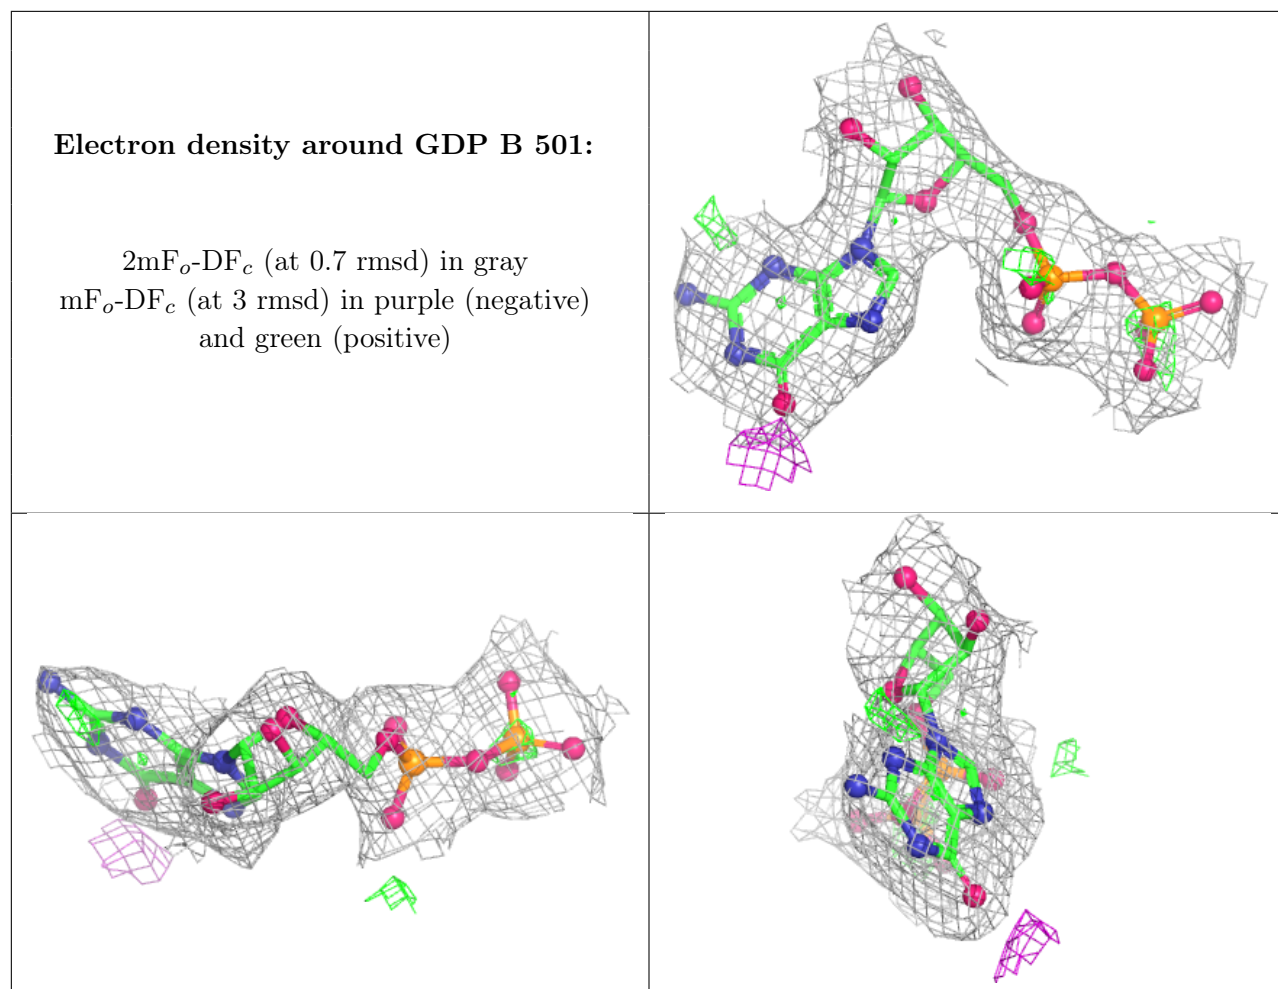 Electron density around GDP B 501:
2mFo-DFc (at 0.7 rmsd) in gray
mFo-DFc (at 3 rmsd) in purple (negative)
and green (positive)